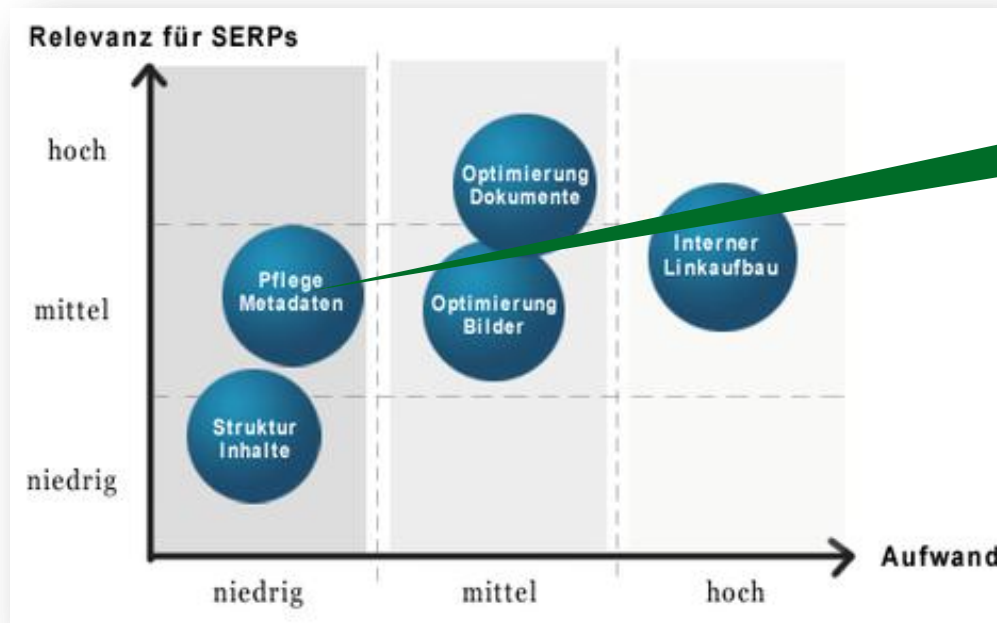 Relevanz für SERPs
hoch
Optimierung
Dokumente
Interner
Linkaufbau
mittel
Pflege
Metadaten
Optimierung
Bilder
niedrig
Struktur
Inhalte
Aufwand
niedrig
mittel
hoch